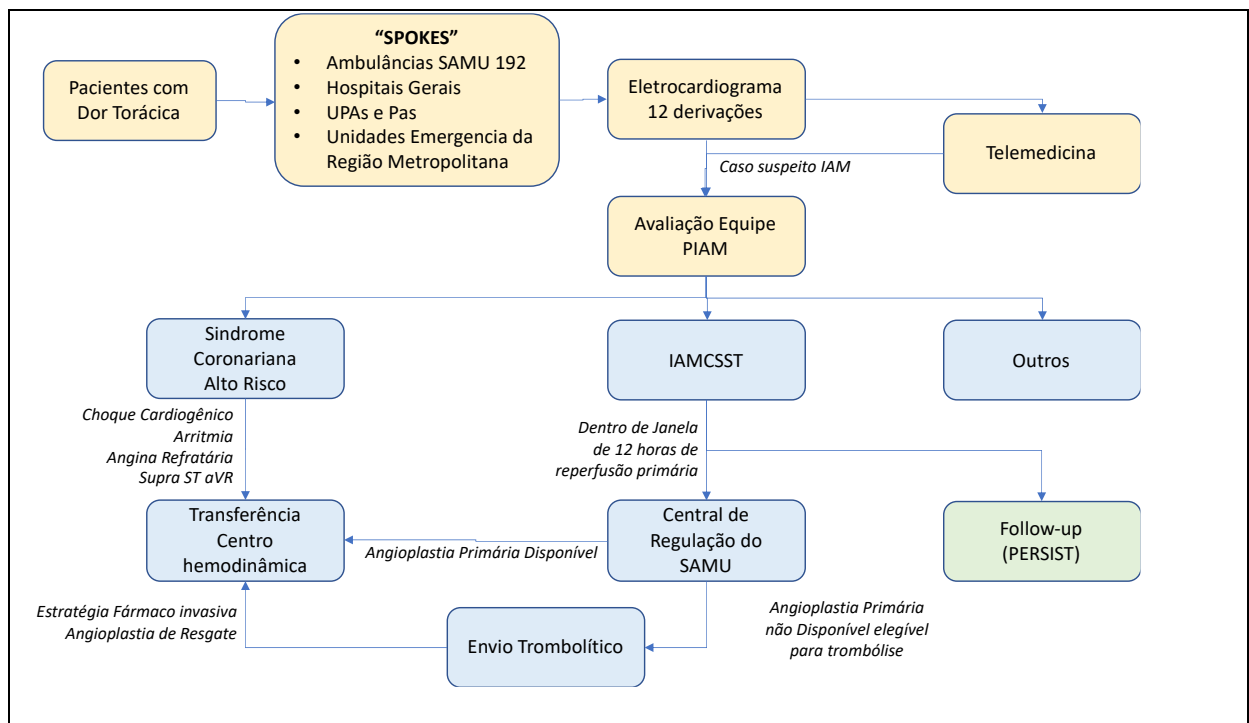 Pacientes com
Dor Torácica
“SPOKES”
• Ambulâncias SAMU 192
• Hospitais Gerais
• UPAs e Pas
• Unidades Emergencia da
Região Metropolitana
Eletrocardiograma
12 derivações
Telemedicina
Caso suspeito IAM
Avaliação Equipe
PIAM
Sindrome
Coronariana
Alto Risco
IAMCSST
Outros
Choque Cardiogênico
Arritmia
Angina Refratária
Supra ST aVR
Dentro de Janela
de 12 horas de
reperfusão primária
Transferência
Centro
hemodinâmica
Angioplastia Primária Disponível
Central de
Regulação do
SAMU
Follow-up
(PERSIST)
Estratégia Fármaco invasiva
Angioplastia de Resgate
Envio Trombolítico
Angioplastia Primária
não Disponível elegível
para trombólise